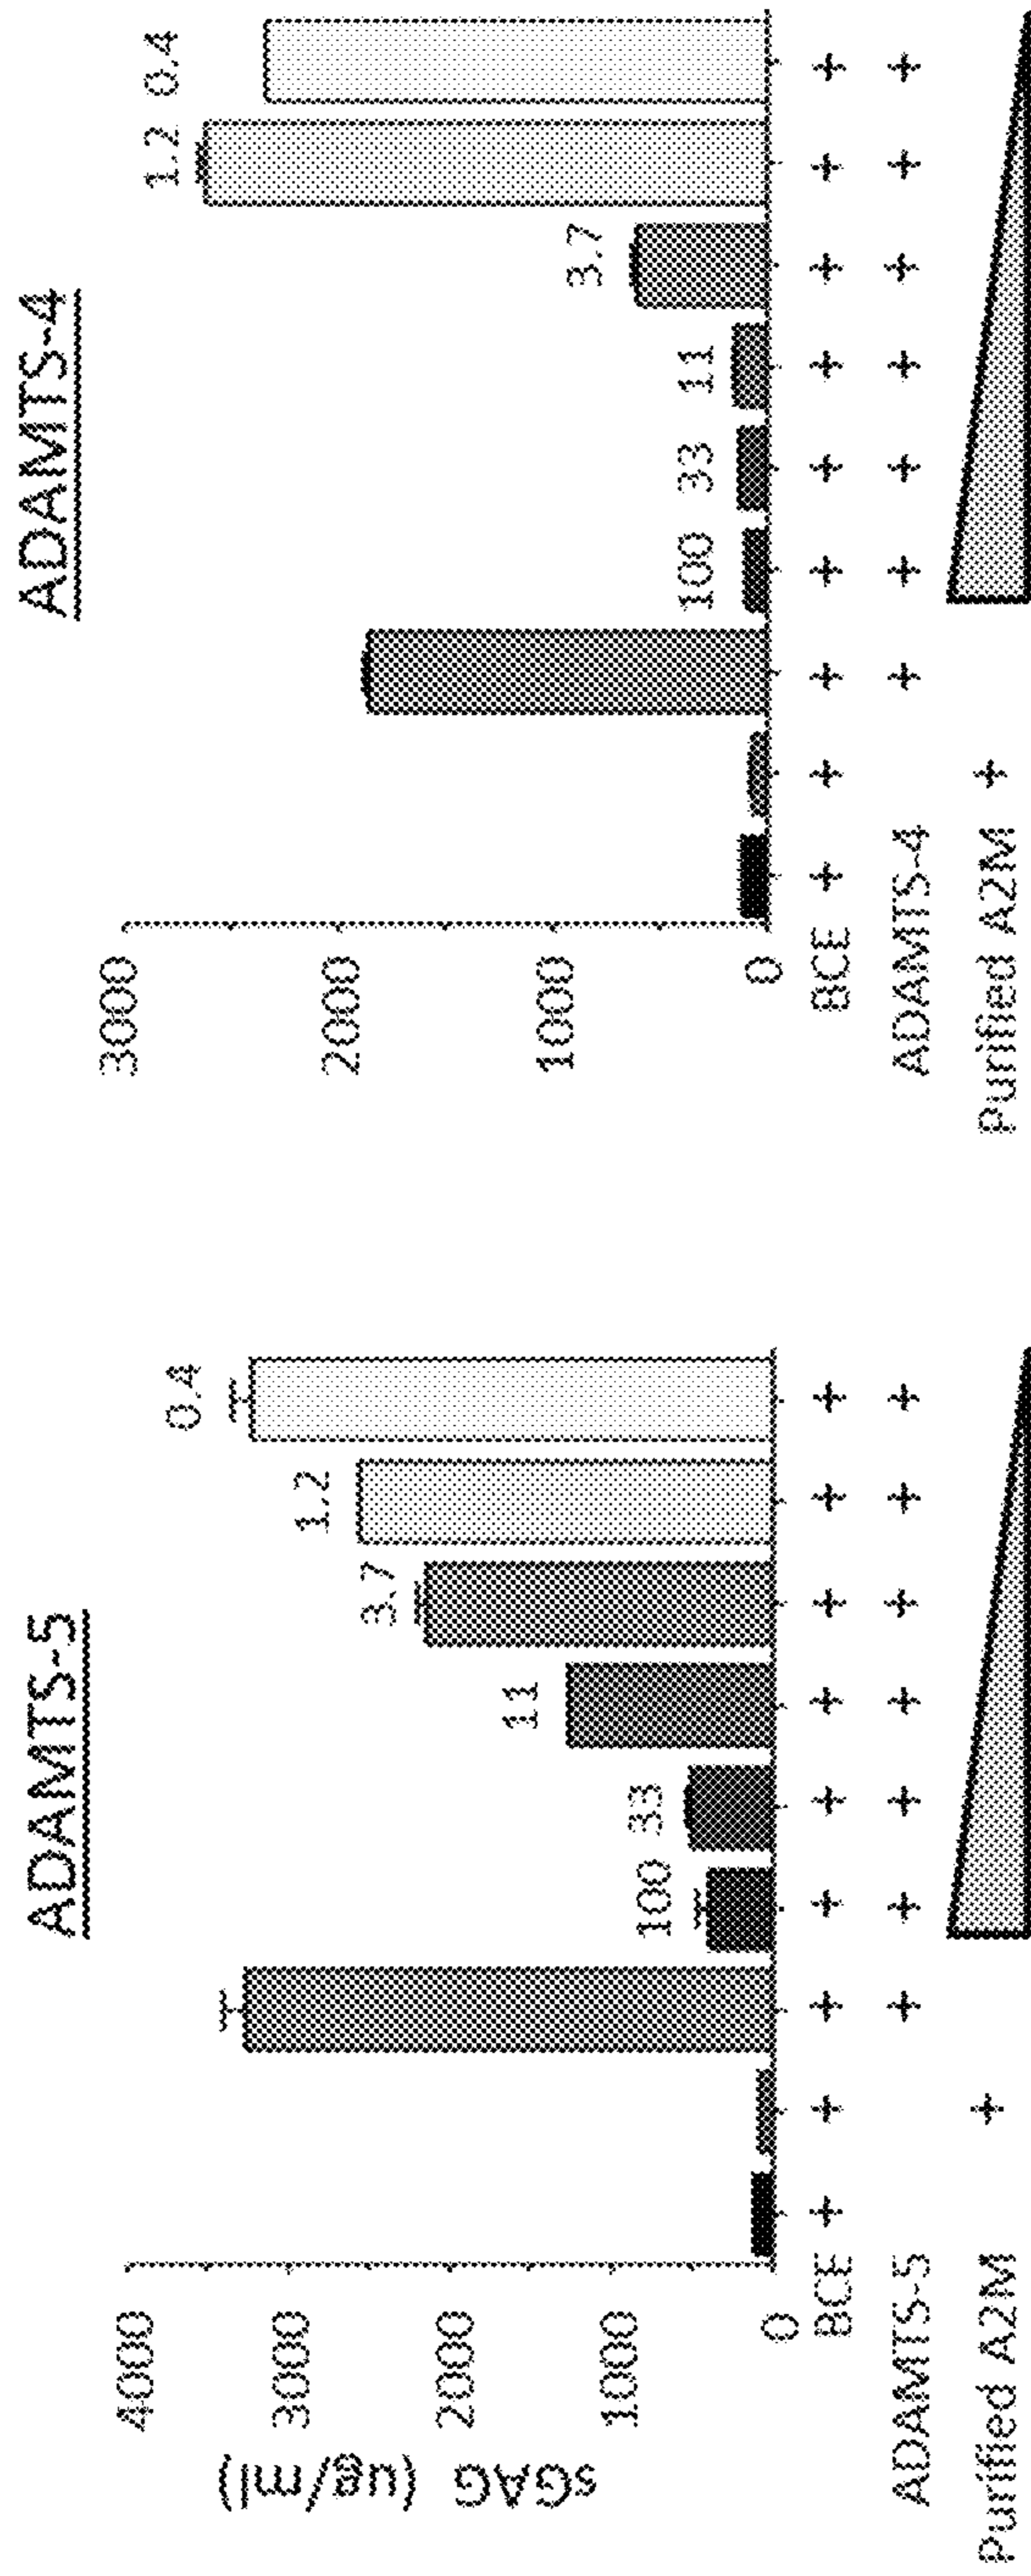 ADAMTS-5
sGAG (ug/ml)
4000
3000
2000
1000
0
100
33
11
3.7
1.2
0.4
BCE + + + + + + + + +
ADAMTS-5 + + + + + + +
Purified A2M +
ADAMTS-4
3000
2000
1000
0
100
33
11
3.7
1.2
0.4
BCE + + + + + + + + +
ADAMTS-4 + + + + + + +
Purified A2M +